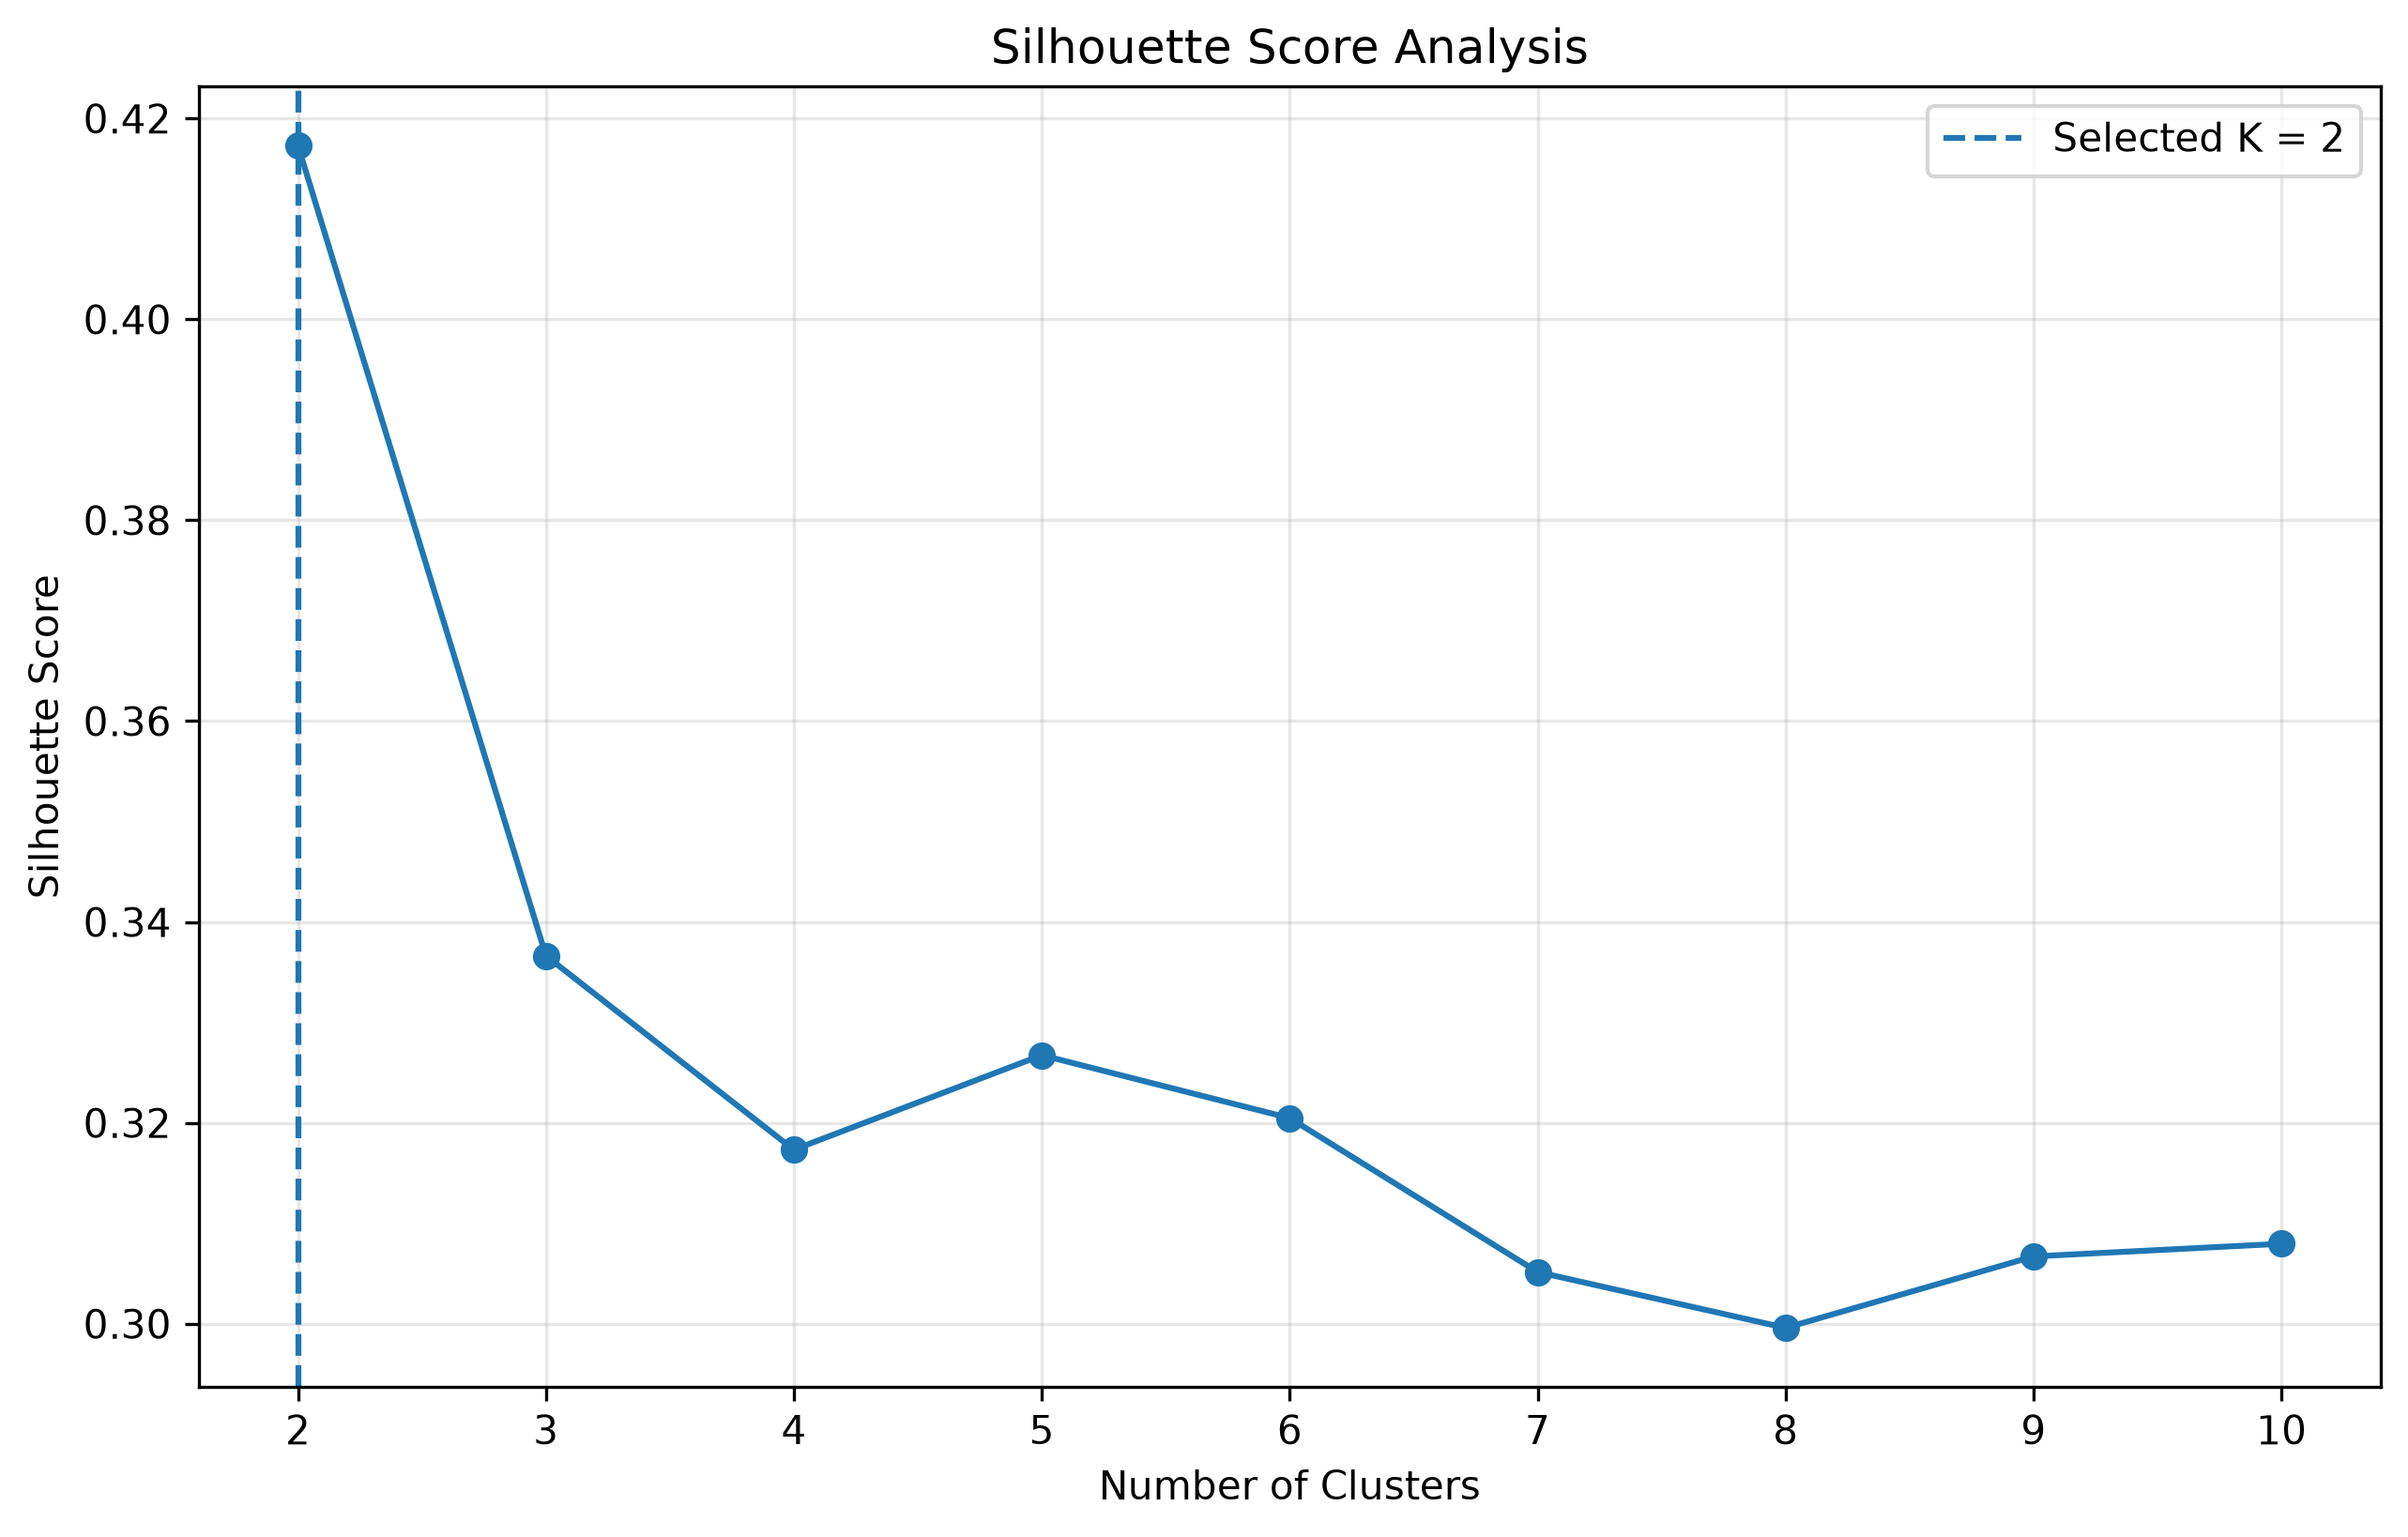 Silhouette Score Analysis
Selected K = 2
0.42
0.40
0.38
0.36
0.34
0.32
0.30
Silhouette Score
2 3 4 5 6 7 8 9 10
Number of Clusters